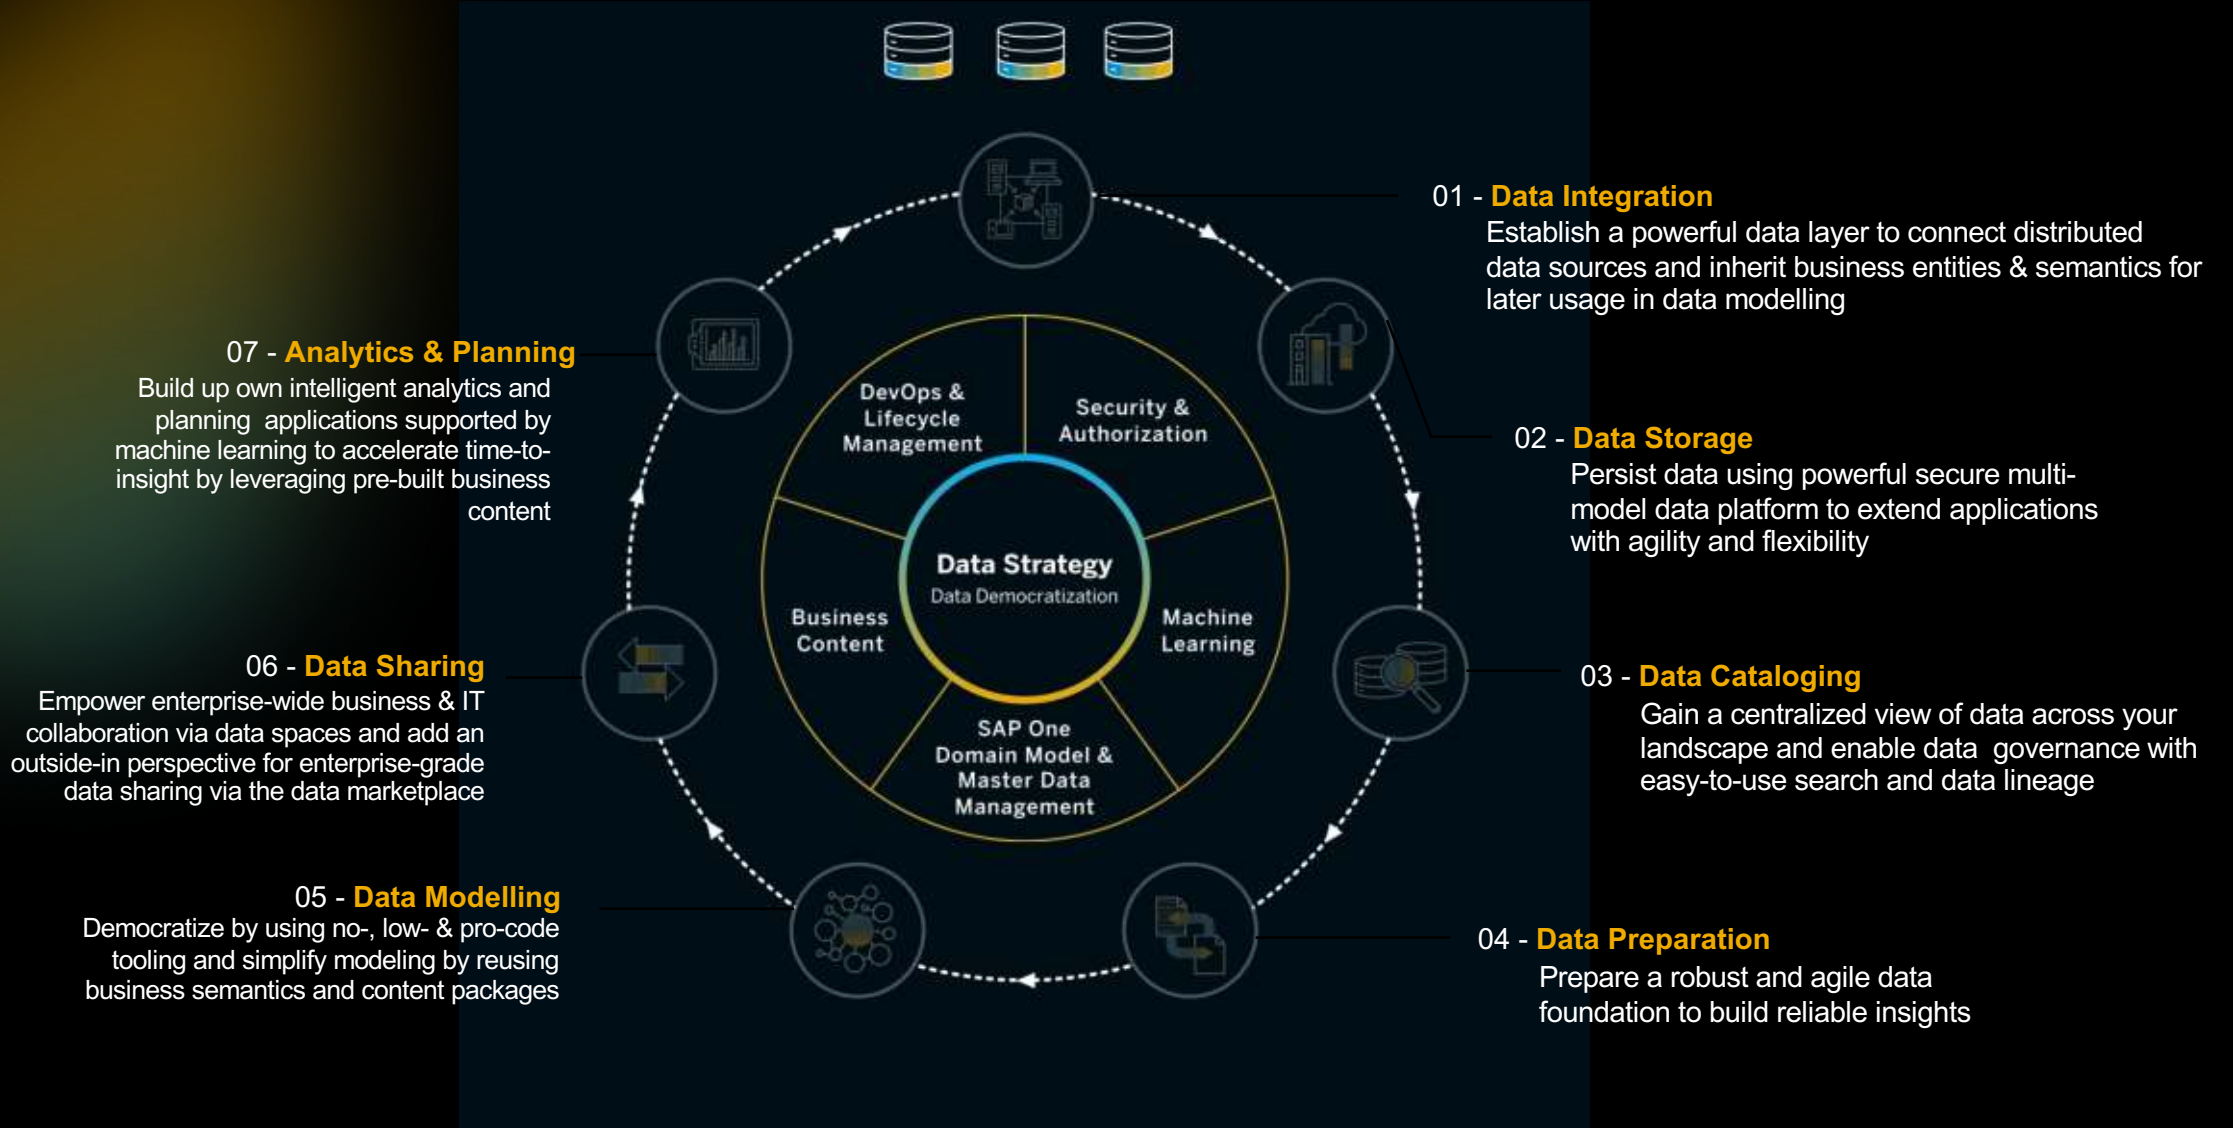 01 - Data Integration
Establish a powerful data layer to connect distributed
data sources and inherit business entities & semantics for
later usage in data modelling
02 - Data Storage
Persist data using powerful secure multi-
model data platform to extend applications
with agility and flexibility
03 - Data Cataloging
Gain a centralized view of data across your
landscape and enable data  governance with
easy-to-use search and data lineage
04 - Data Preparation
Prepare a robust and agile data
foundation to build reliable insights
05 - Data Modelling
Democratize by using no-, low- & pro-code
tooling and simplify modeling by reusing
business semantics and content packages
06 - Data Sharing
Empower enterprise-wide business & IT
collaboration via data spaces and add an
outside-in perspective for enterprise-grade
data sharing via the data marketplace
07 - Analytics & Planning
Build up own intelligent analytics and
planning  applications supported by
machine learning to accelerate time-to-
insight by leveraging pre-built business
content
DevOps &
Lifecycle
Management
Security &
Authorization
Machine
Learning
SAP One
Domain Model &
Master Data
Management
Business
Content
Data Strategy
Data Democratization